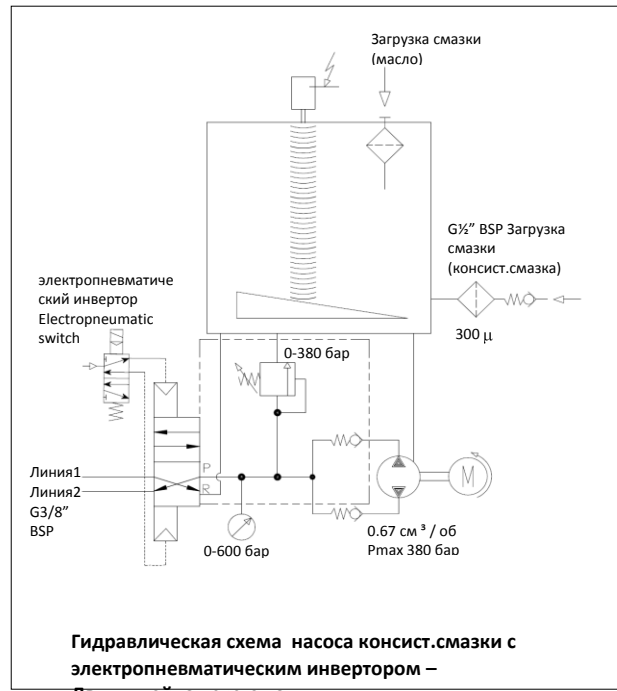 Загрузка смазки
(масло)
G½” BSP Загрузка
смазки
(консист.смазка)
300 μ
электропневматиче
ский инвертор
Electropneumatic
switch
0-380 бар
P
R
M
Линия1
Линия2
G3/8”
BSP
0-600 бар
0.67 см ³ / об
Pmax 380 бар
Гидравлическая схема насоса консист.смазки с
электропневматическим инвертором –